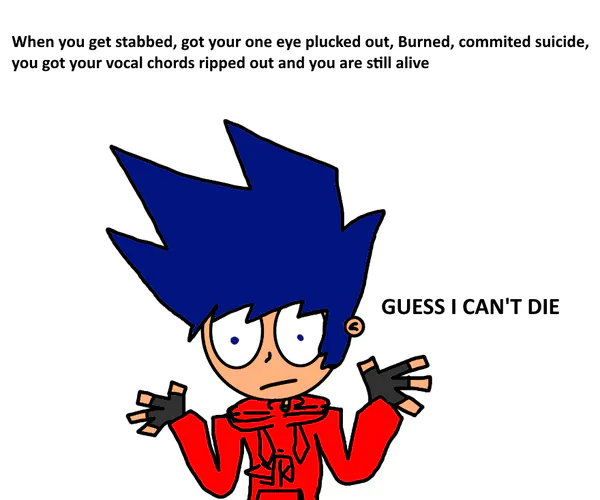 When you get stabbed, got your one eye plucked out, Burned, commited suicide,
you got your vocal chords ripped out and you are still alive
GUESS I CAN'T DIE